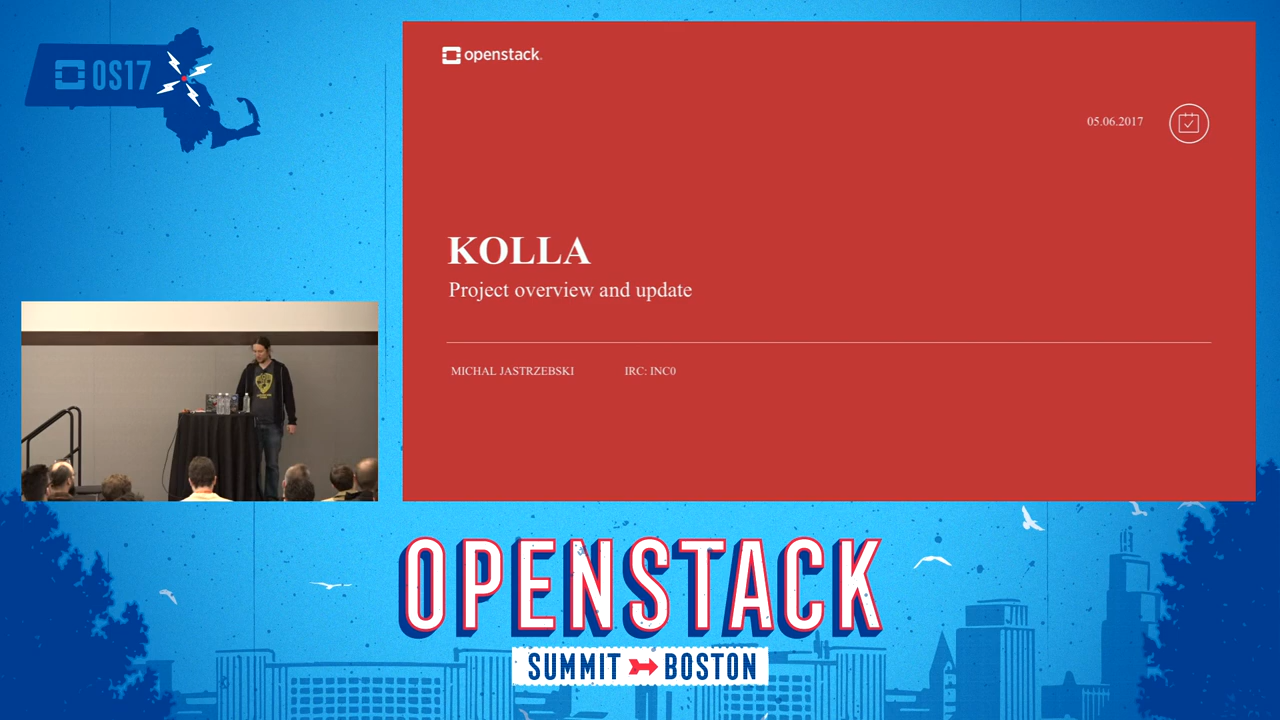 OS17
openstack.
05.06.2017
KOLLA
Project overview and update
MICHAL JASTRZEBSKI IRC: INC0
OPENSTACK
SUMMIT BOSTON